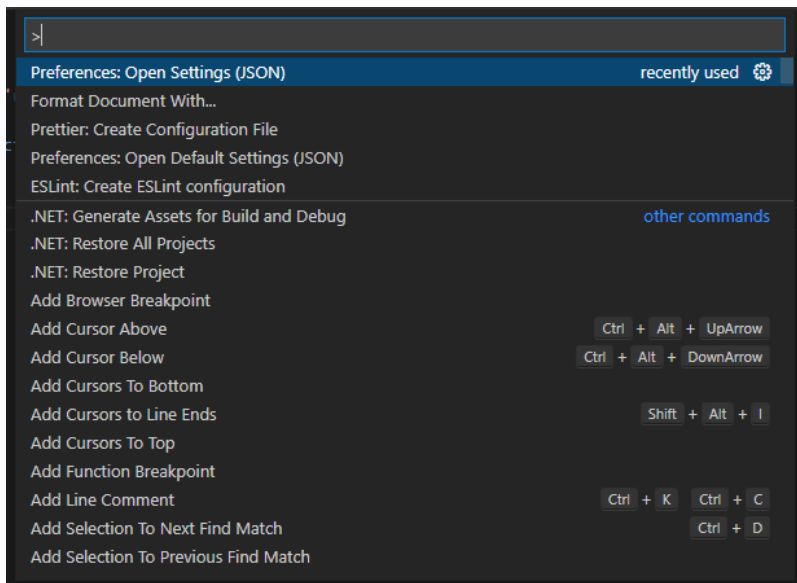 >
Preferences: Open Settings (JSON) recently used
Format Document With...
Prettier: Create Configuration File
Preferences: Open Default Settings (JSON)
ESLint: Create ESLint configuration
.NET: Generate Assets for Build and Debug other commands
.NET: Restore All Projects
.NET: Restore Project
Add Browser Breakpoint
Add Cursor Above Ctrl + Alt + UpArrow
Add Cursor Below Ctrl + Alt + DownArrow
Add Cursors To Bottom
Add Cursors to Line Ends Shift + Alt + I
Add Cursors To Top
Add Function Breakpoint
Add Line Comment Ctrl + K Ctrl + C
Add Selection To Next Find Match Ctrl + D
Add Selection To Previous Find Match